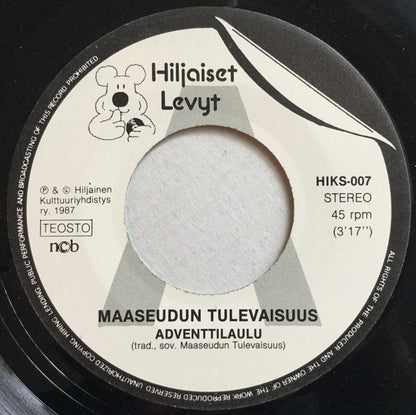 Hiljaiset
Levyt
A
℗ & © Hiljainen
Kulttuuriyhdistys
ry. 1987
TEOSTO
ncb
HIKS-007
STEREO
45 rpm
(3'17'')
MAASEUDUN TULEVAISUUS
ADVENTTILAULU
(trad., sov. Maaseudun Tulevaisuus)
ALL RIGHTS OF THE PRODUCER AND THE OWNER OF THE WORK REPRODUCED RESERVED UNAUTHORIZED COPYING HIRING LENDING PUBLIC PERFORMANCE AND BROADCASTING OF THIS RECORD PROHIBITED